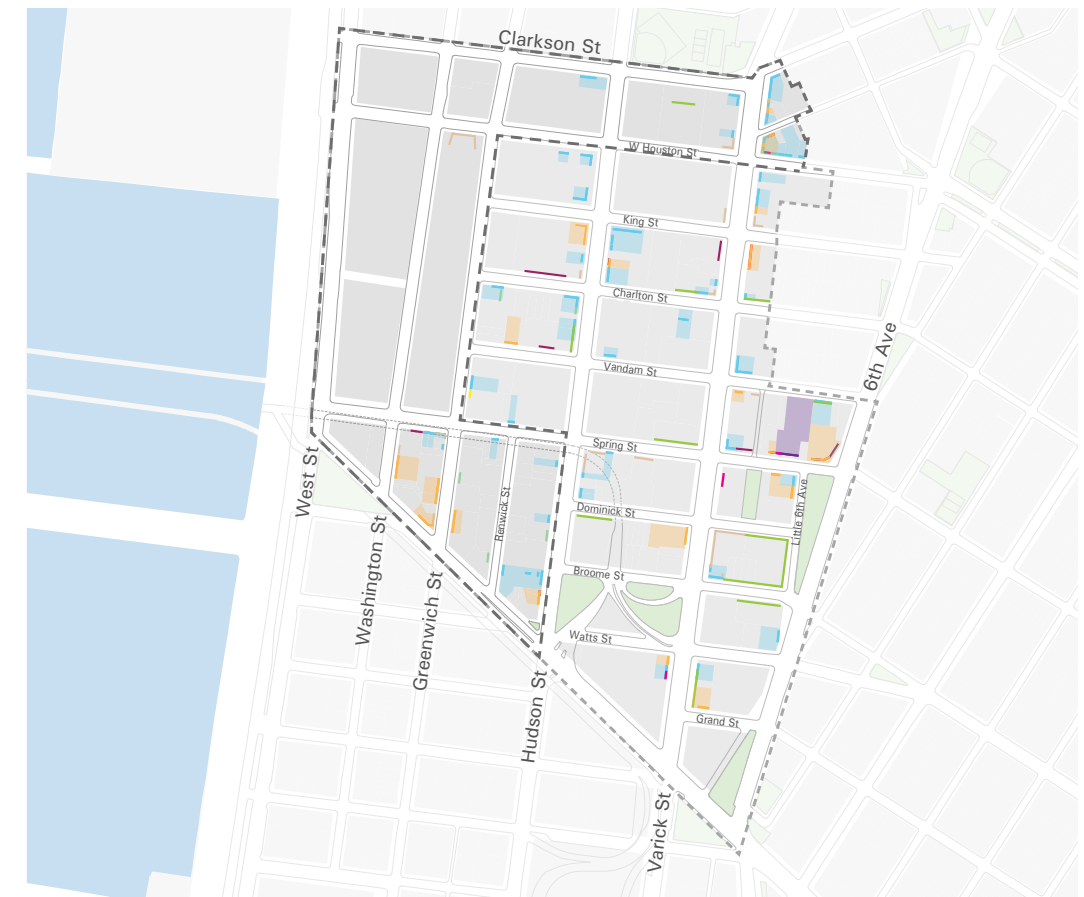 Clarkson St
W Houston St
King St
Charlton St
Vandam St
6th Ave
Spring St
West St
Renwick St
Dominick St
Little 6th Ave
Washington St
Greenwich St
Broome St
Watts St
Hudson St
Grand St
Varick St